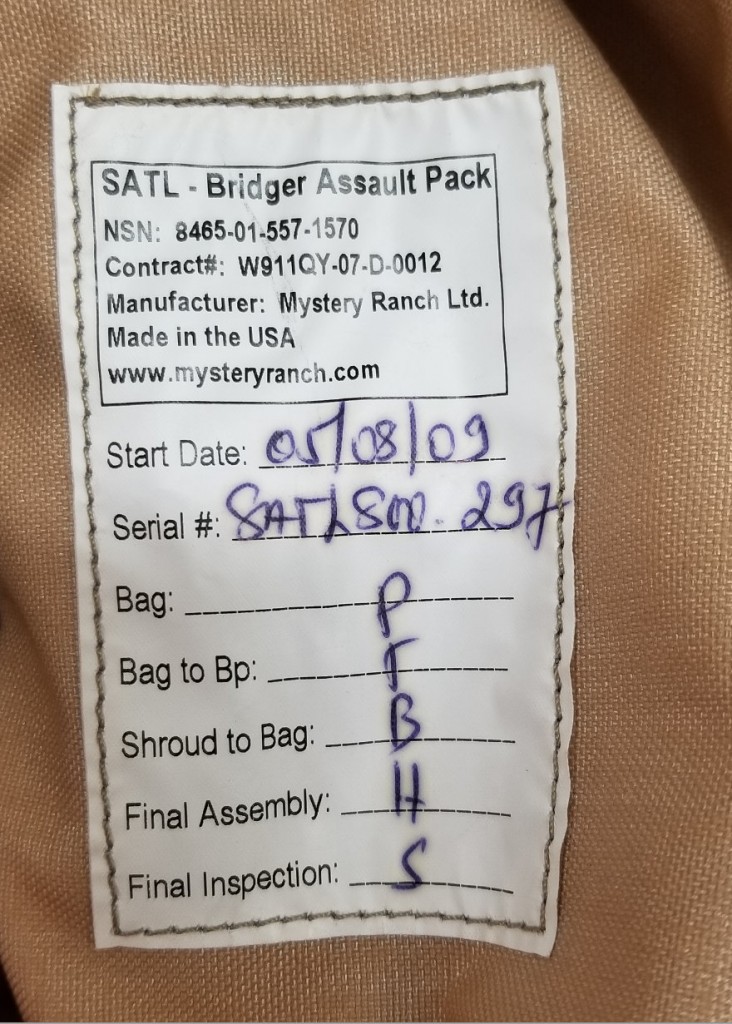 SATL - Bridger Assault Pack
NSN: 8465-01-557-1570
Contract#: W911QY-07-D-0012
Manufacturer: Mystery Ranch Ltd.
Made in the USA
www.mysteryranch.com
Start Date: 05/08/09
Serial #: 297
Bag: P
Bag to Bp: T
Shroud to Bag: B
Final Assembly: H
Final Inspection: S